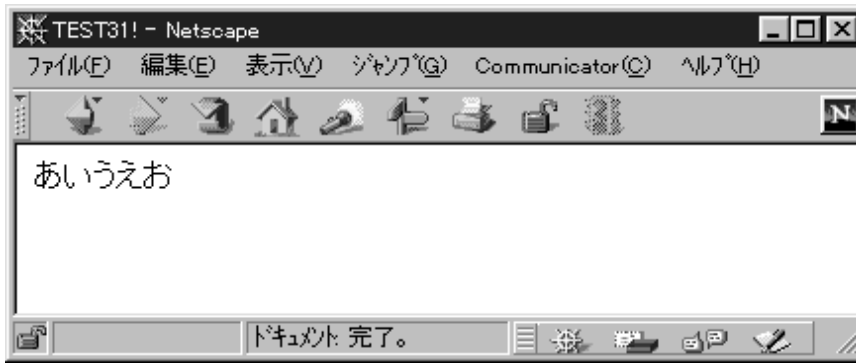 TEST31! - Netscape
ﾌｧｲﾙ(F) 編集(E) 表示(V) ｼﾞｬﾝﾌﾟ(G) Communicator(C) ﾍﾙﾌﾟ(H)
N
あいうえお
ﾄﾞｷｭﾒﾝﾄ: 完了。